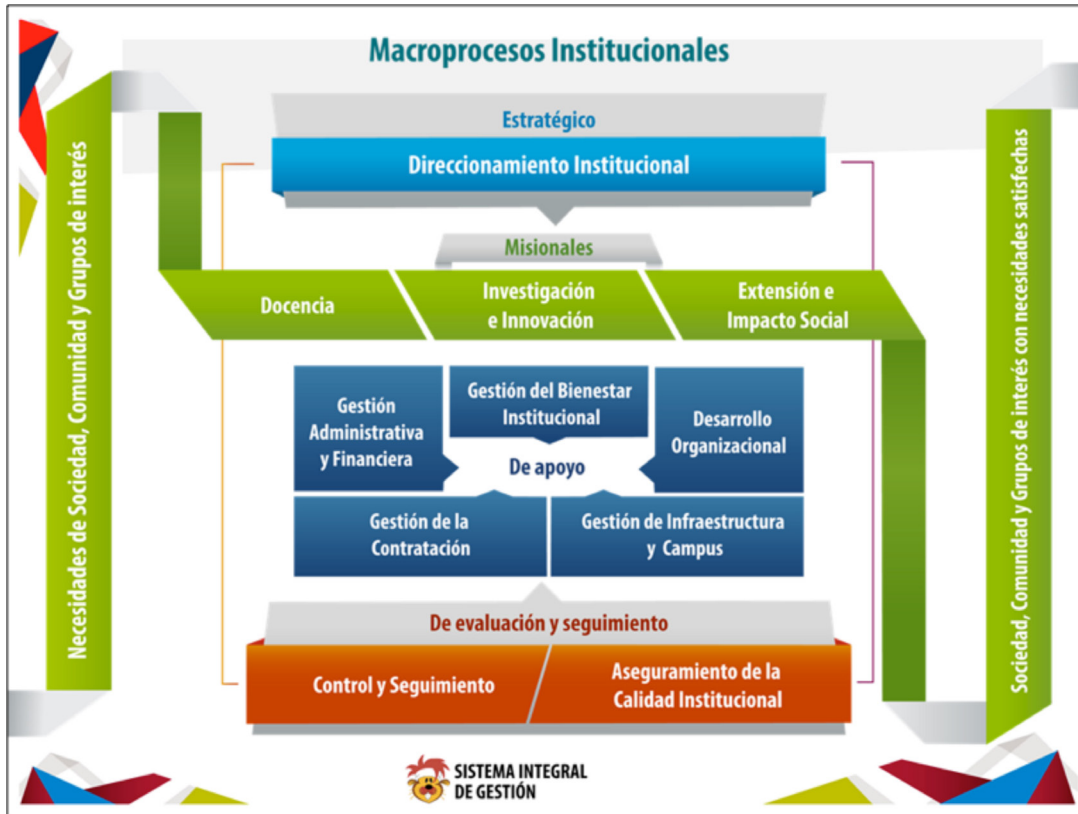 Macroprocesos Institucionales
Estratégico
Direccionamiento Institucional
Misionales
Docencia
Investigación
e Innovación
Extensión e
Impacto Social
Necesidades de Sociedad, Comunidad y Grupos de interés
Gestión
Administrativa
y Financiera
Gestión del Bienestar
Institucional
Desarrollo
Organizacional
De apoyo
Gestión de la
Contratación
Gestión de Infraestructura
y Campus
De evaluación y seguimiento
Control y Seguimiento
Aseguramiento de la
Calidad Institucional
Sociedad, Comunidad y Grupos de interés con necesidades satisfechas
SISTEMA INTEGRAL
DE GESTIÓN